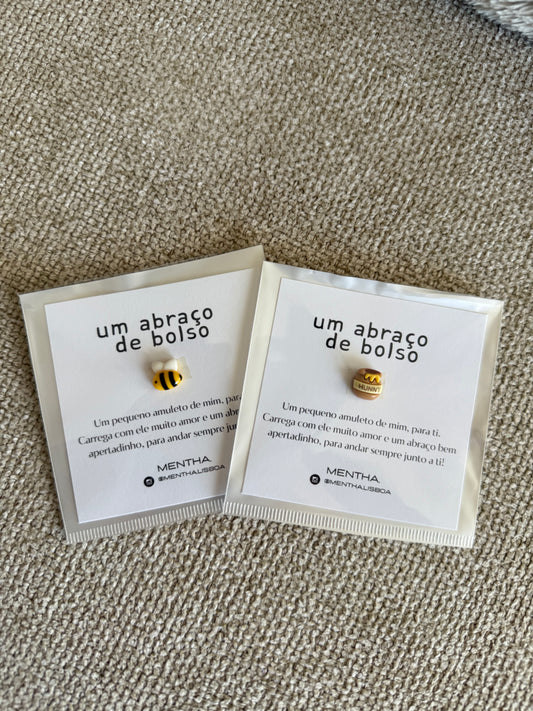 um abraço
de bolso
Um pequeno amuleto de mim, para
Carrega com ele muito amor e um abr
apertadinho, para andar sempre junto
MENTHA
@MENTHALISBOA
um abraço
de bolso
HUNNY
Um pequeno amuleto de mim, para ti.
Carrega com ele muito amor e um abraço bem
apertadinho, para andar sempre junto a ti!
MENTHA
@MENTHALISBOA